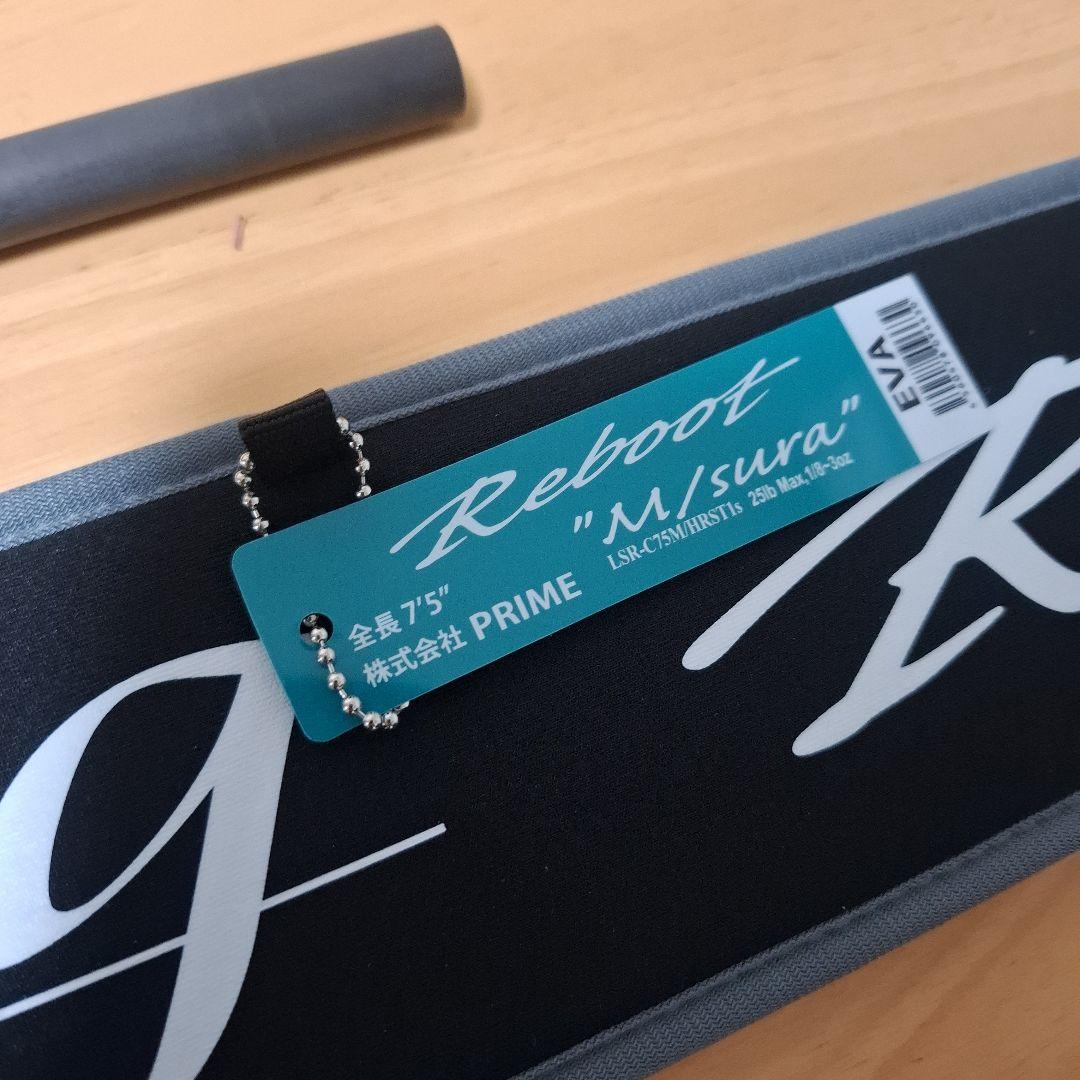 Reboot
"M/sura"
LSR-C75M/HRST1s 25lb Max,1/8~3oz
全長 7'5"
株式会社 PRIME
EVA
g R